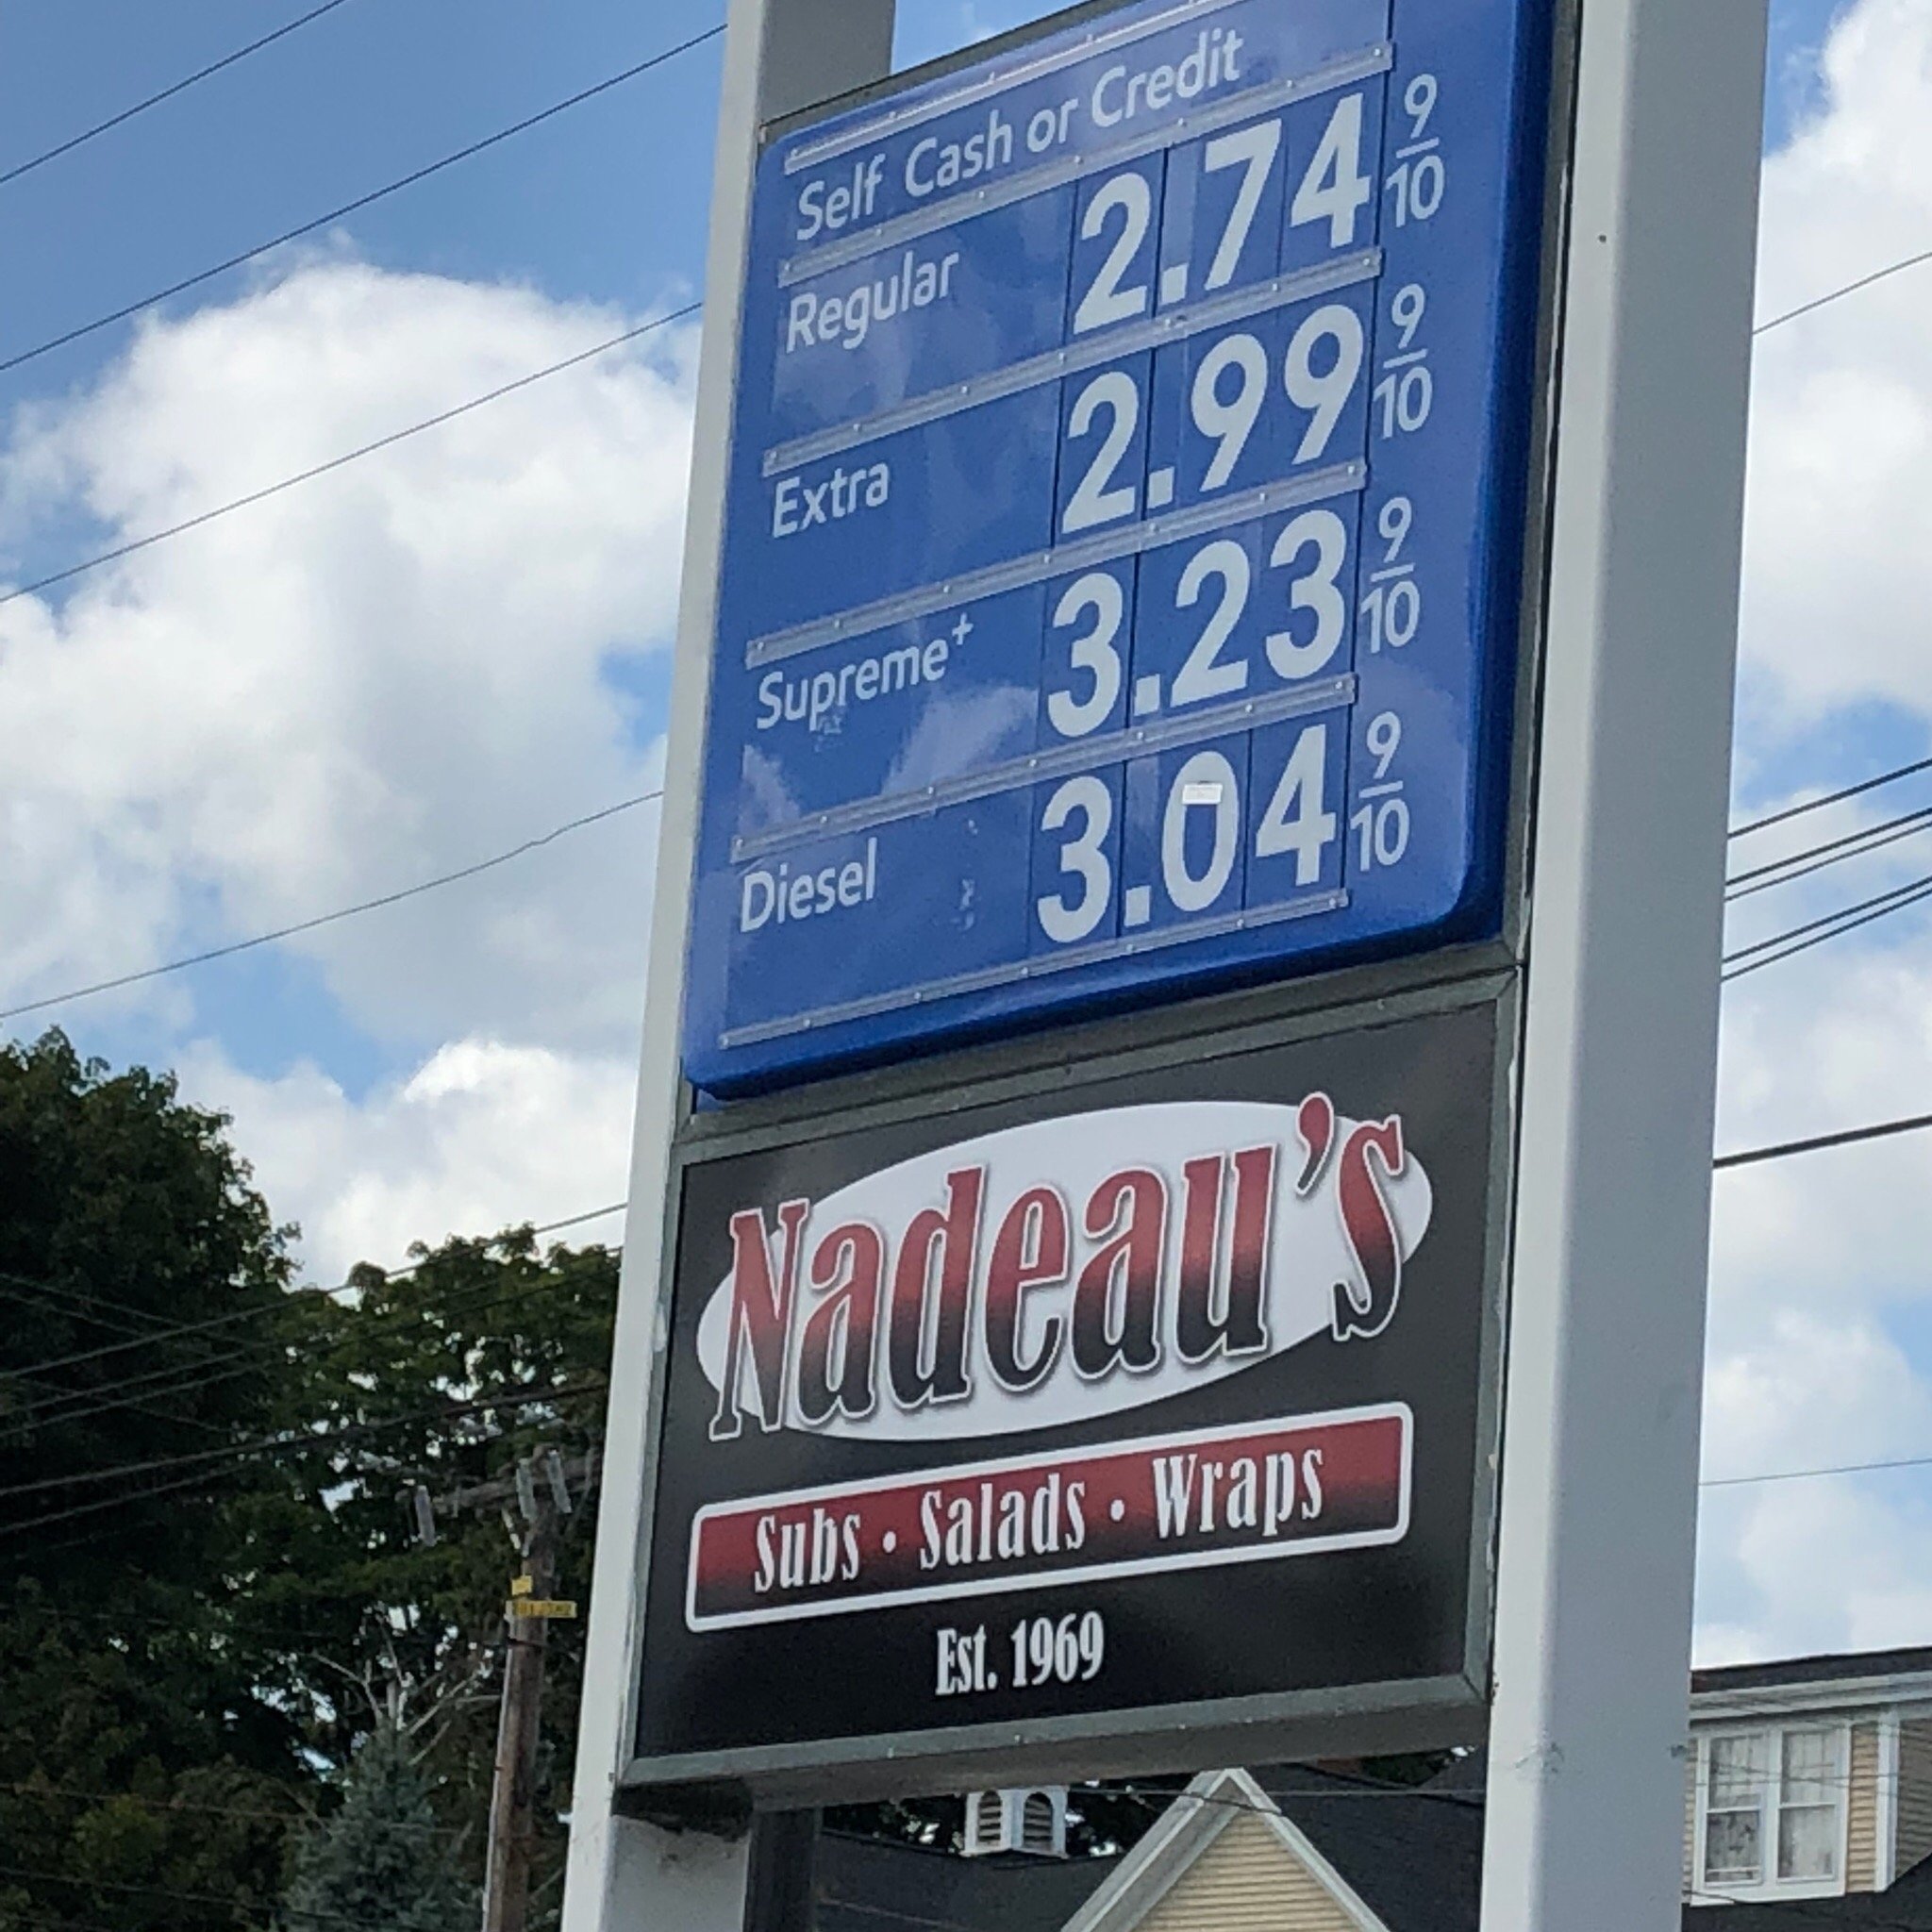 Self Cash or Credit
Regular 2.74 9/10
Extra 2.99 9/10
Supreme+ 3.23 9/10
Diesel 3.04 9/10
Nadeau's
Subs • Salads • Wraps
Est. 1969